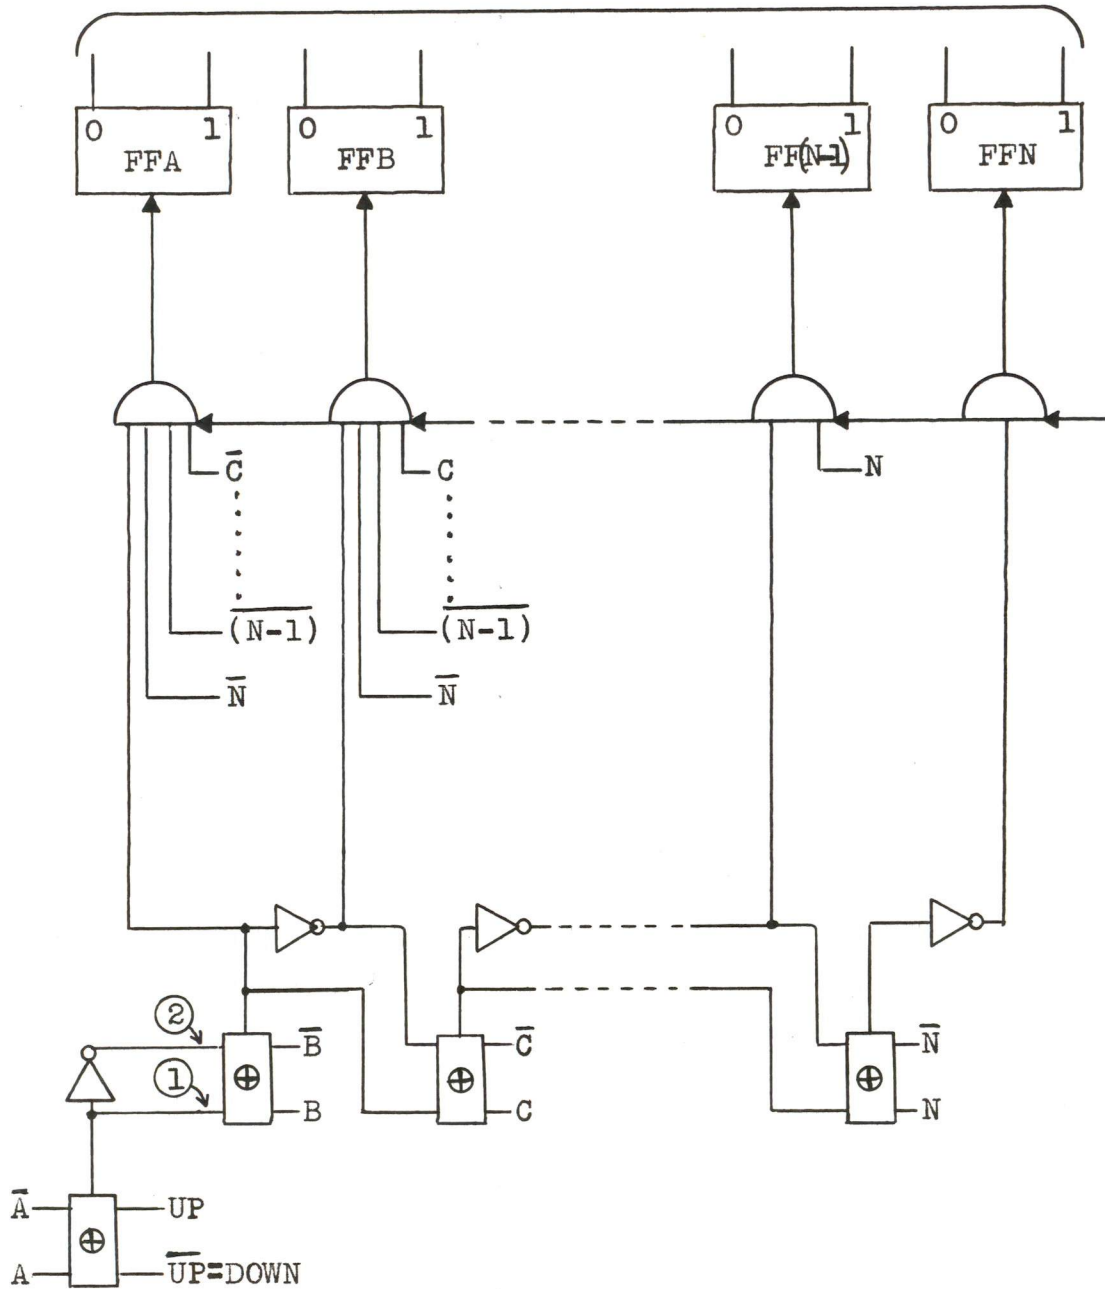 0 1 0 1 0 1 0 1
FFA FFB FF(N-1) FFN
C̅ C N
(N-1)̅ (N-1)̅
N̅ N̅
2 B̅ C̅ N̅
⊕ ⊕ ⊕
1 B C N
A̅ UP
⊕
A U̅P̅=DOWN